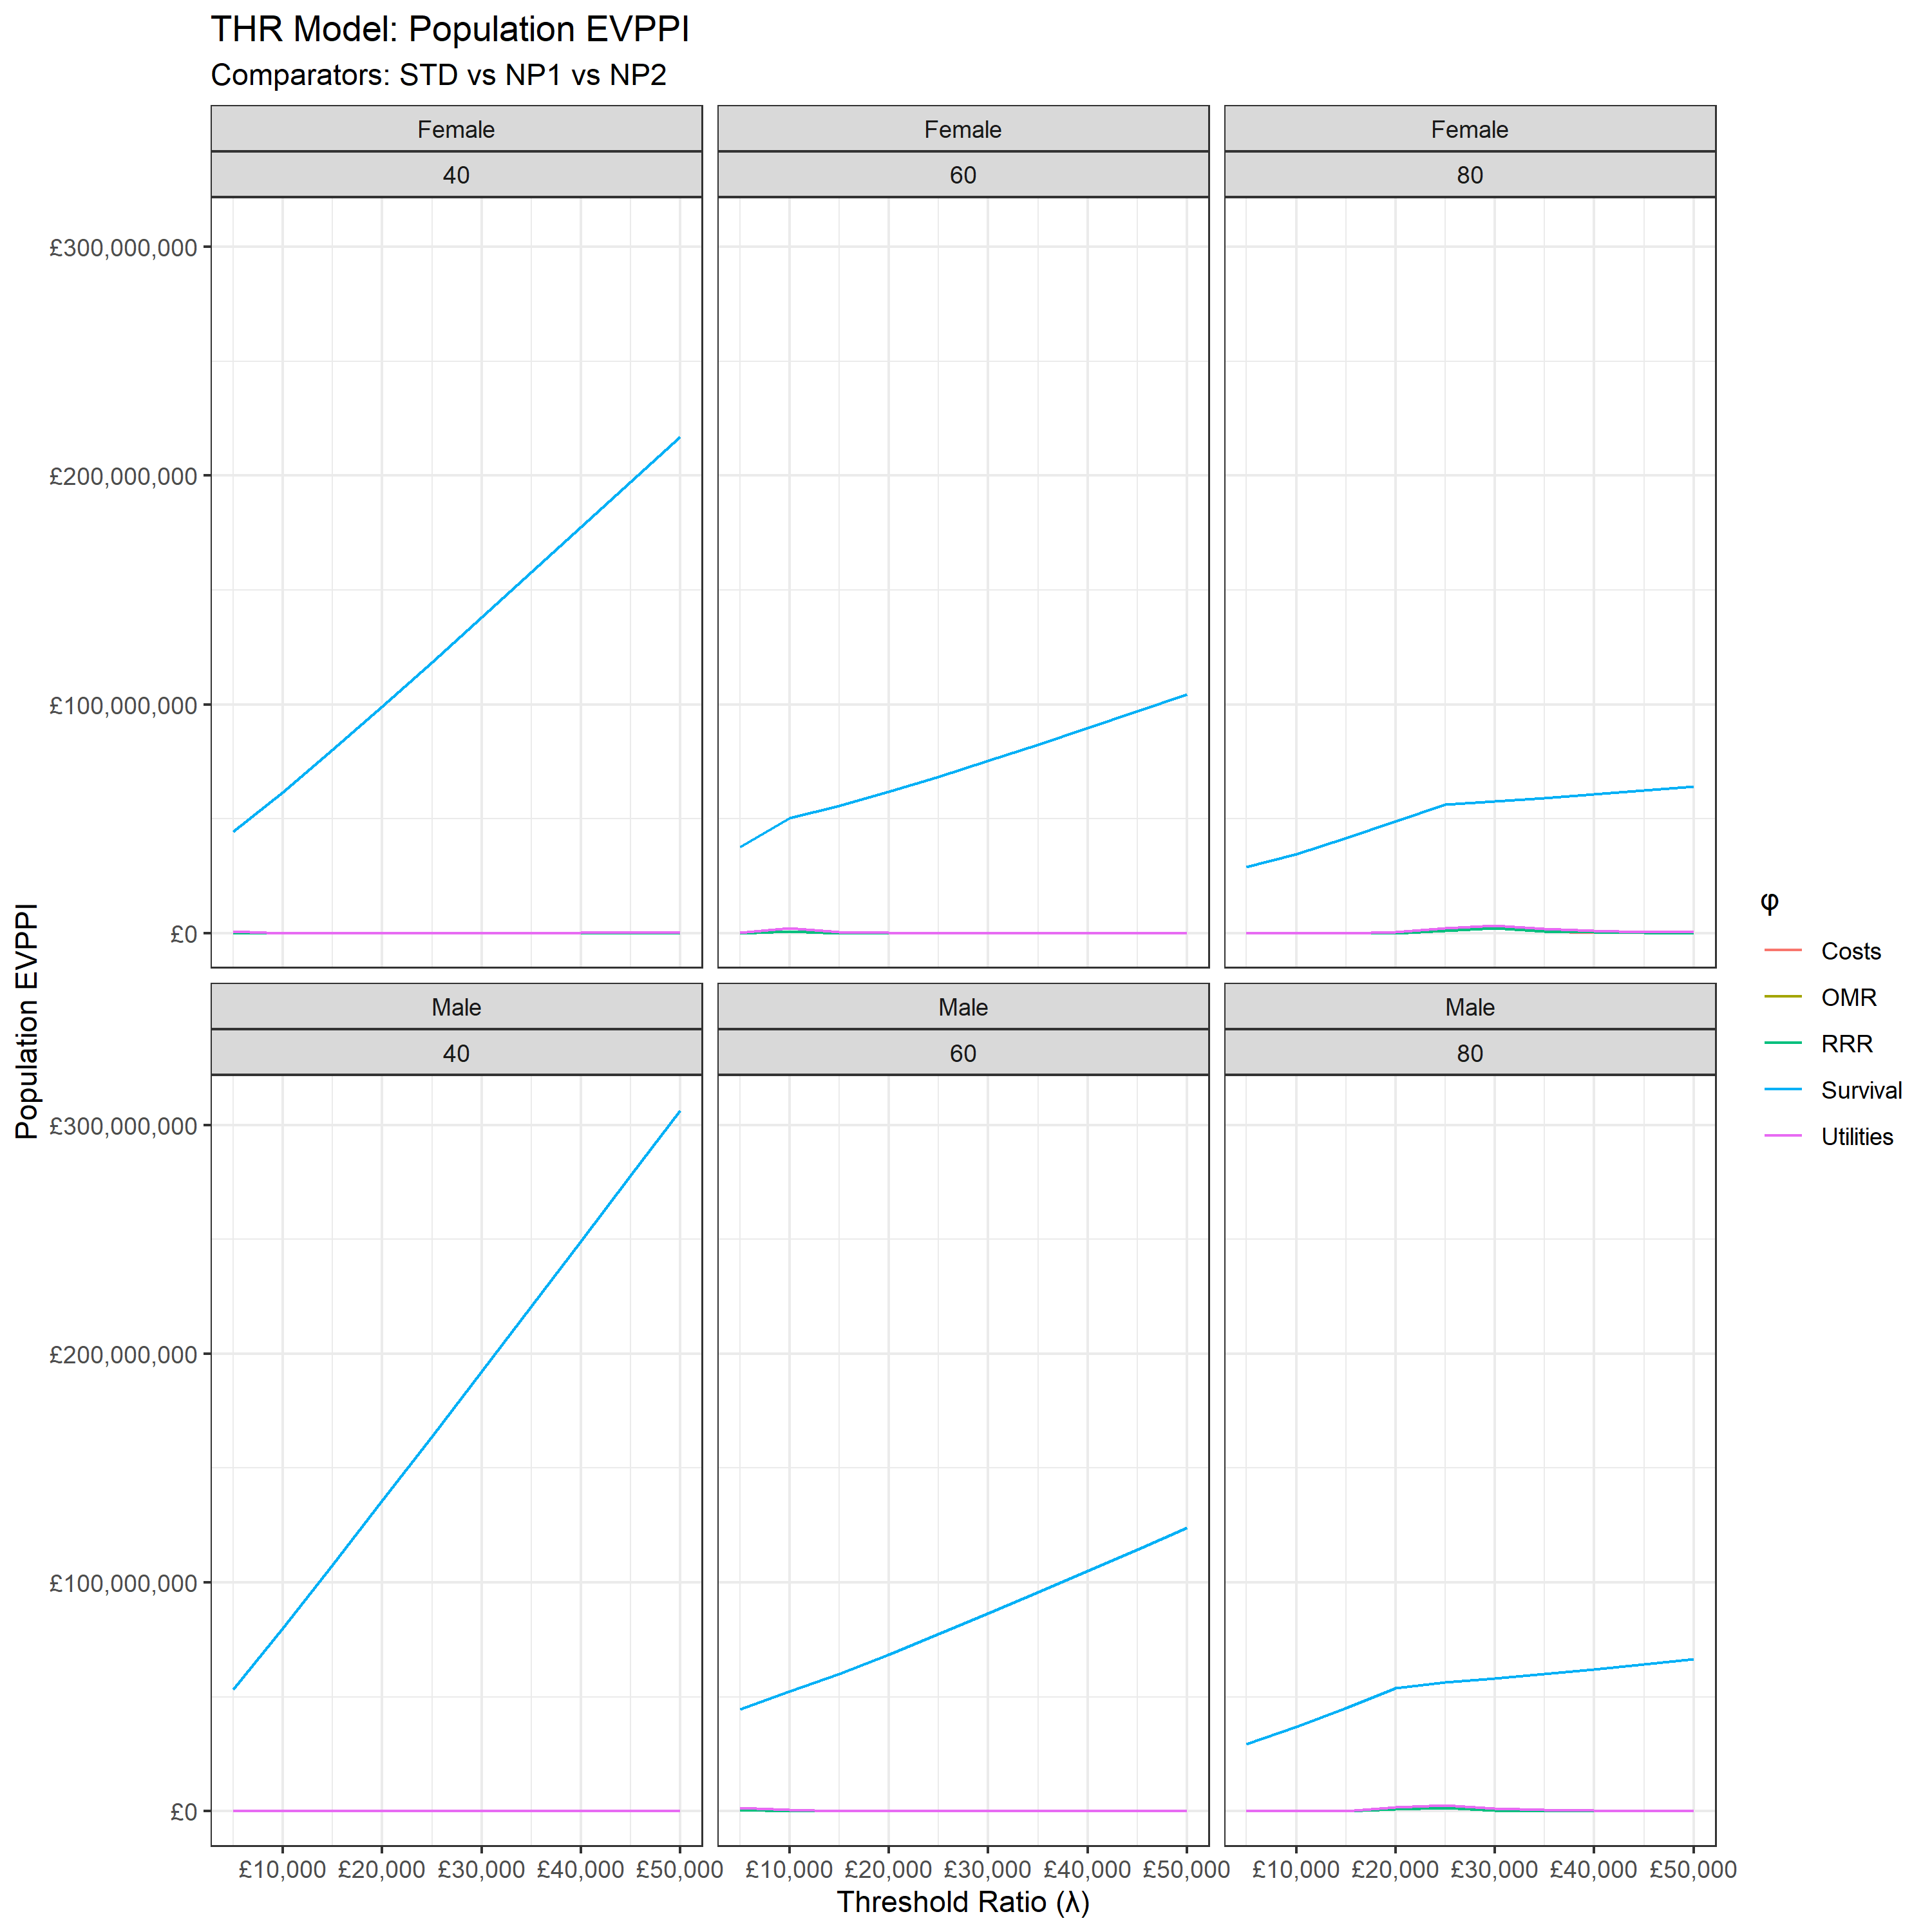 THR Model: Population EVPPI
Comparators: STD vs NP1 vs NP2
Female Female Female
40 60 80
£300,000,000
£200,000,000
£100,000,000
£0
Male Male Male
40 60 80
£300,000,000
£200,000,000
£100,000,000
£0
£10,000 £20,000 £30,000 £40,000 £50,000 £10,000 £20,000 £30,000 £40,000 £50,000 £10,000 £20,000 £30,000 £40,000 £50,000
Threshold Ratio (λ)
Population EVPPI
φ
Costs
OMR
RRR
Survival
Utilities